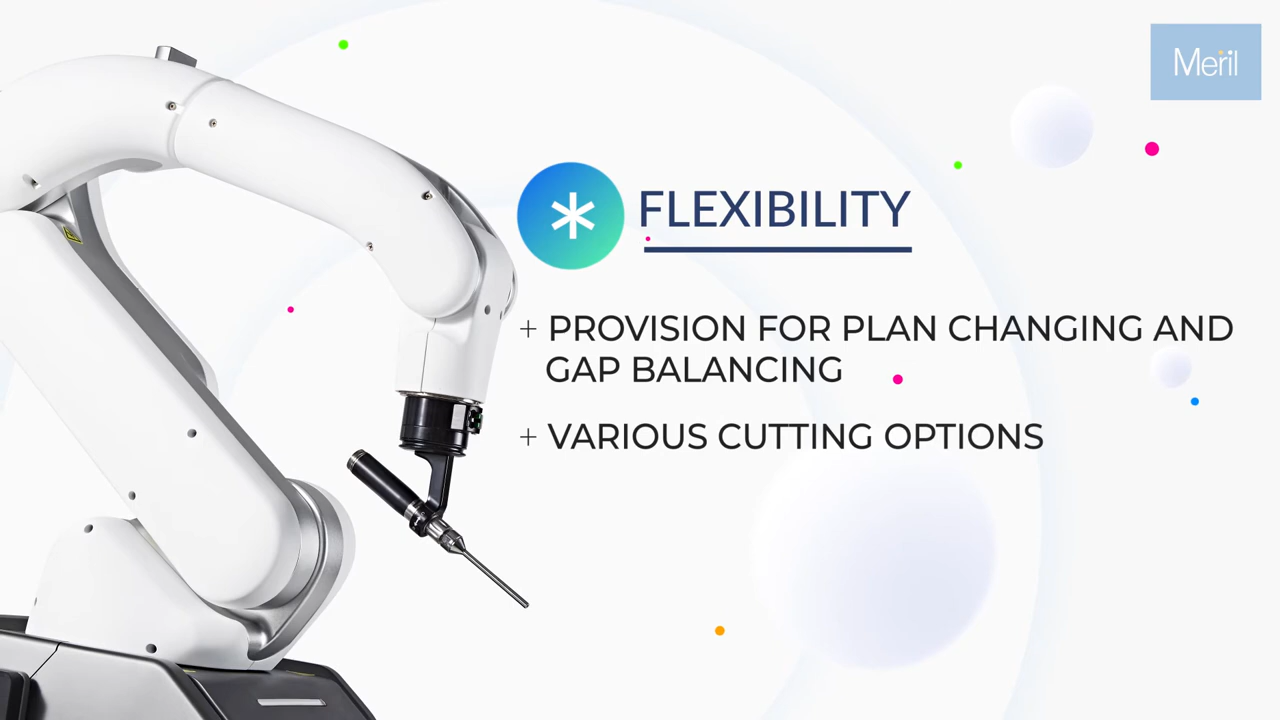 Meril
FLEXIBILITY
+ PROVISION FOR PLAN CHANGING AND
GAP BALANCING
+ VARIOUS CUTTING OPTIONS